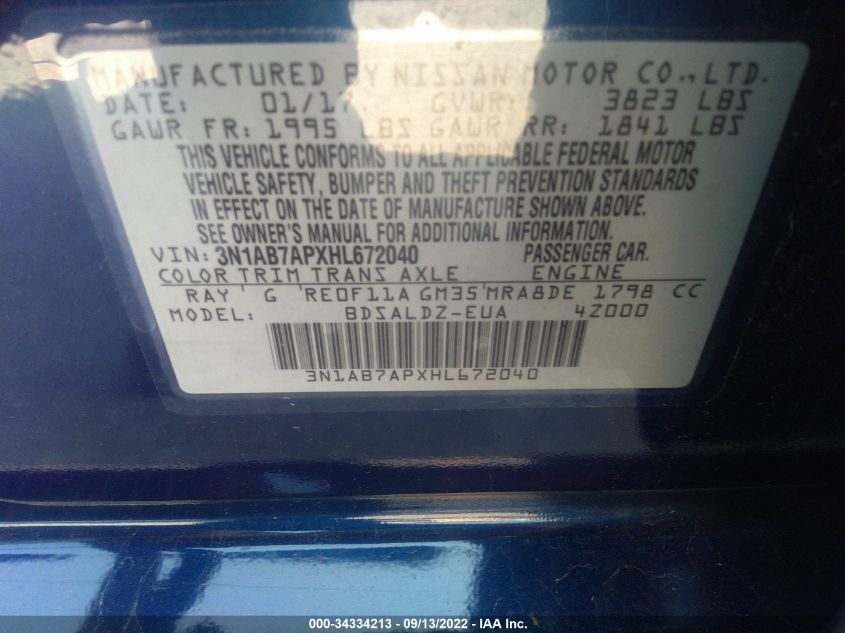 MANUFACTURED BY NISSAN MOTOR CO.,LTD.
DATE: 01/17 GVWR: 3823 LBS
GAWR FR: 1995 LBS GAWR RR: 1841 LBS
THIS VEHICLE CONFORMS TO ALL APPLICABLE FEDERAL MOTOR
VEHICLE SAFETY, BUMPER AND THEFT PREVENTION STANDARDS
IN EFFECT ON THE DATE OF MANUFACTURE SHOWN ABOVE.
SEE OWNER'S MANUAL FOR ADDITIONAL INFORMATION.
VIN: 3N1AB7APXHL672040 PASSENGER CAR.
COLOR TRIM TRANS AXLE ENGINE
RAY G RE0F11A GM35 MRA8DE 1798 CC
MODEL: BDSALDZ-EUA 4Z000
3N1AB7APXHL672040
000-34334213 - 09/13/2022 - IAA Inc.